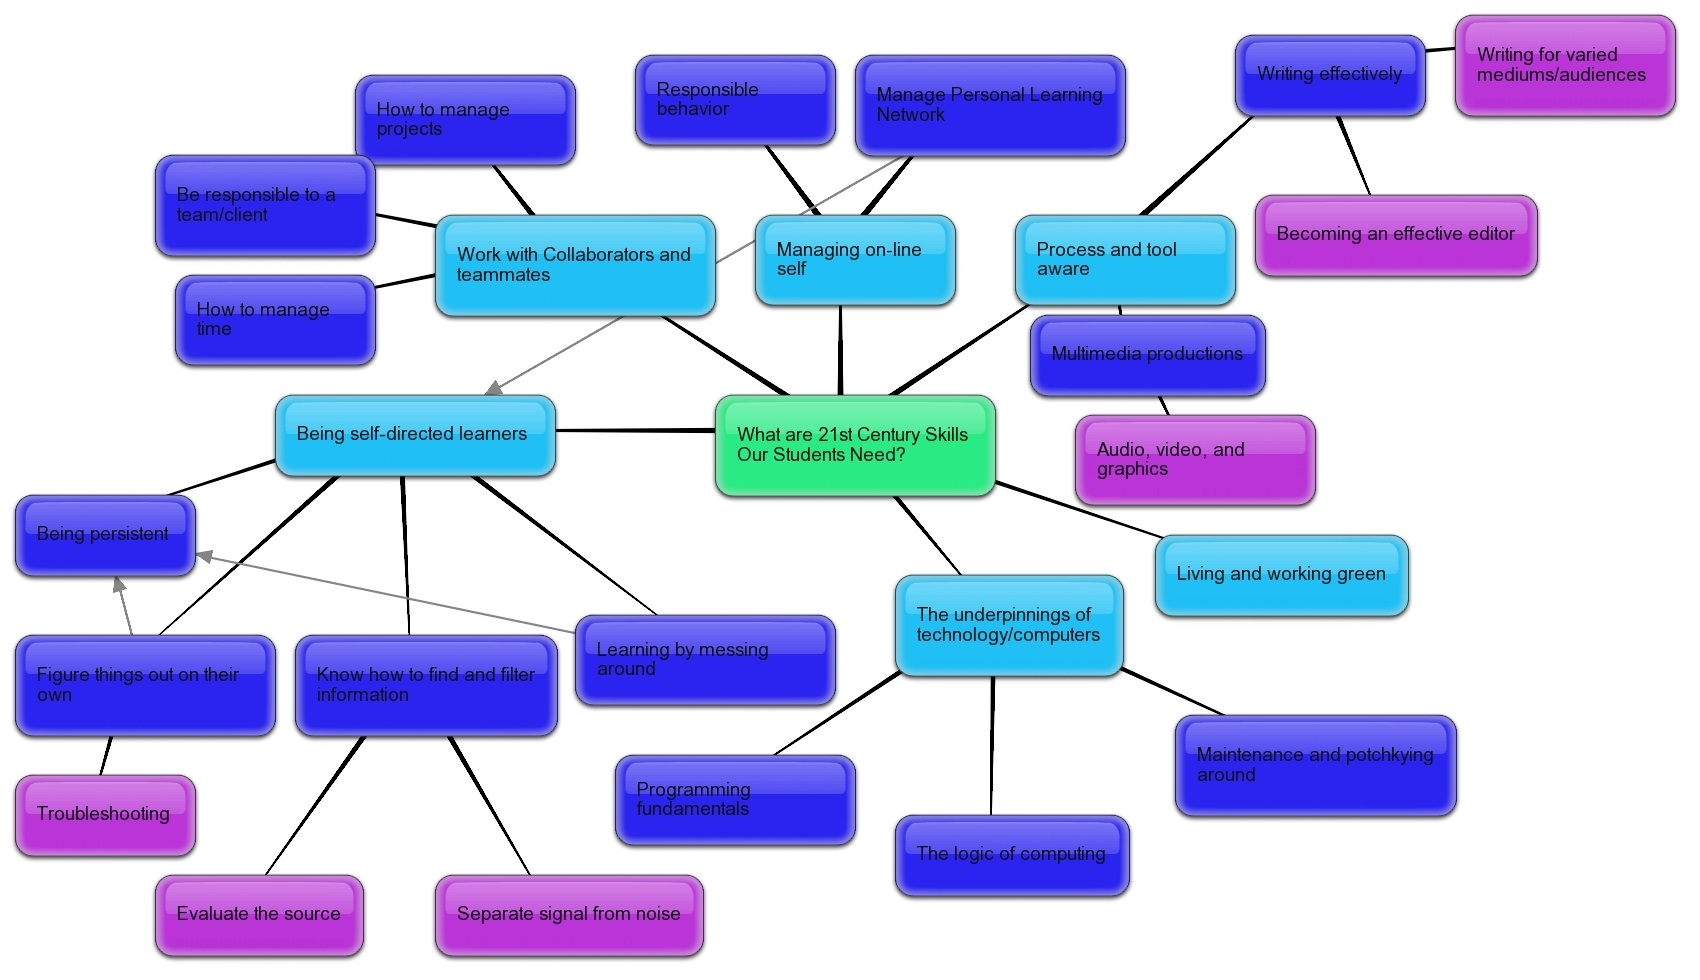 Writing for varied
mediums/audiences
Writing effectively
Responsible
behavior
Manage Personal Learning
Network
How to manage
projects
Be responsible to a
team/client
Becoming an effective editor
Work with Collaborators and
teammates
Managing on-line
self
Process and tool
aware
How to manage
time
Multimedia productions
Being self-directed learners
What are 21st Century Skills
Our Students Need?
Audio, video, and
graphics
Being persistent
Living and working green
The underpinnings of
technology/computers
Figure things out on their
own
Know how to find and filter
information
Learning by messing
around
Maintenance and potchkying
around
Programming
fundamentals
Troubleshooting
The logic of computing
Evaluate the source
Separate signal from noise